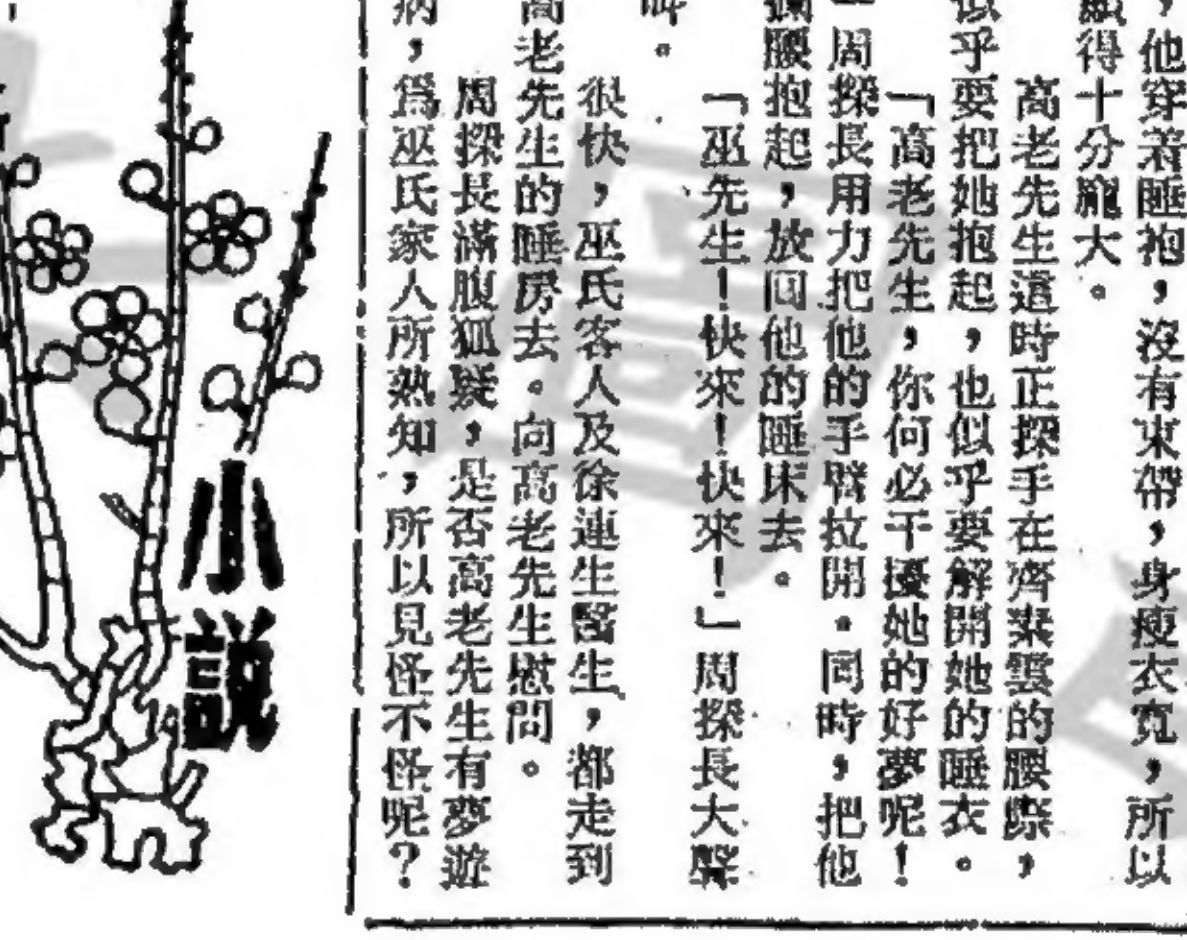 ，他穿着睡袍，沒有束帶，身瘦衣寬，所以
顯得十分龐大。
高老先生這時正探手在齊棠雲的腰際，
似乎要把她抱起，也似乎要解開她的睡衣。
「高老先生，你何必干擾她的好夢呢！
」周探長用力把他的手臂拉開。同時，把他
攔腰抱起，放回他的睡床去。
「巫先生！快來！快來！」周探長大聲
叫。
很快，巫氏客人及徐連生醫生，都走到
高老先生的睡房去。向高老先生慰問。
周探長滿腹狐疑，是否高老先生有夢遊
病，爲巫氏家人所熟知，所以見怪不怪呢？
小説